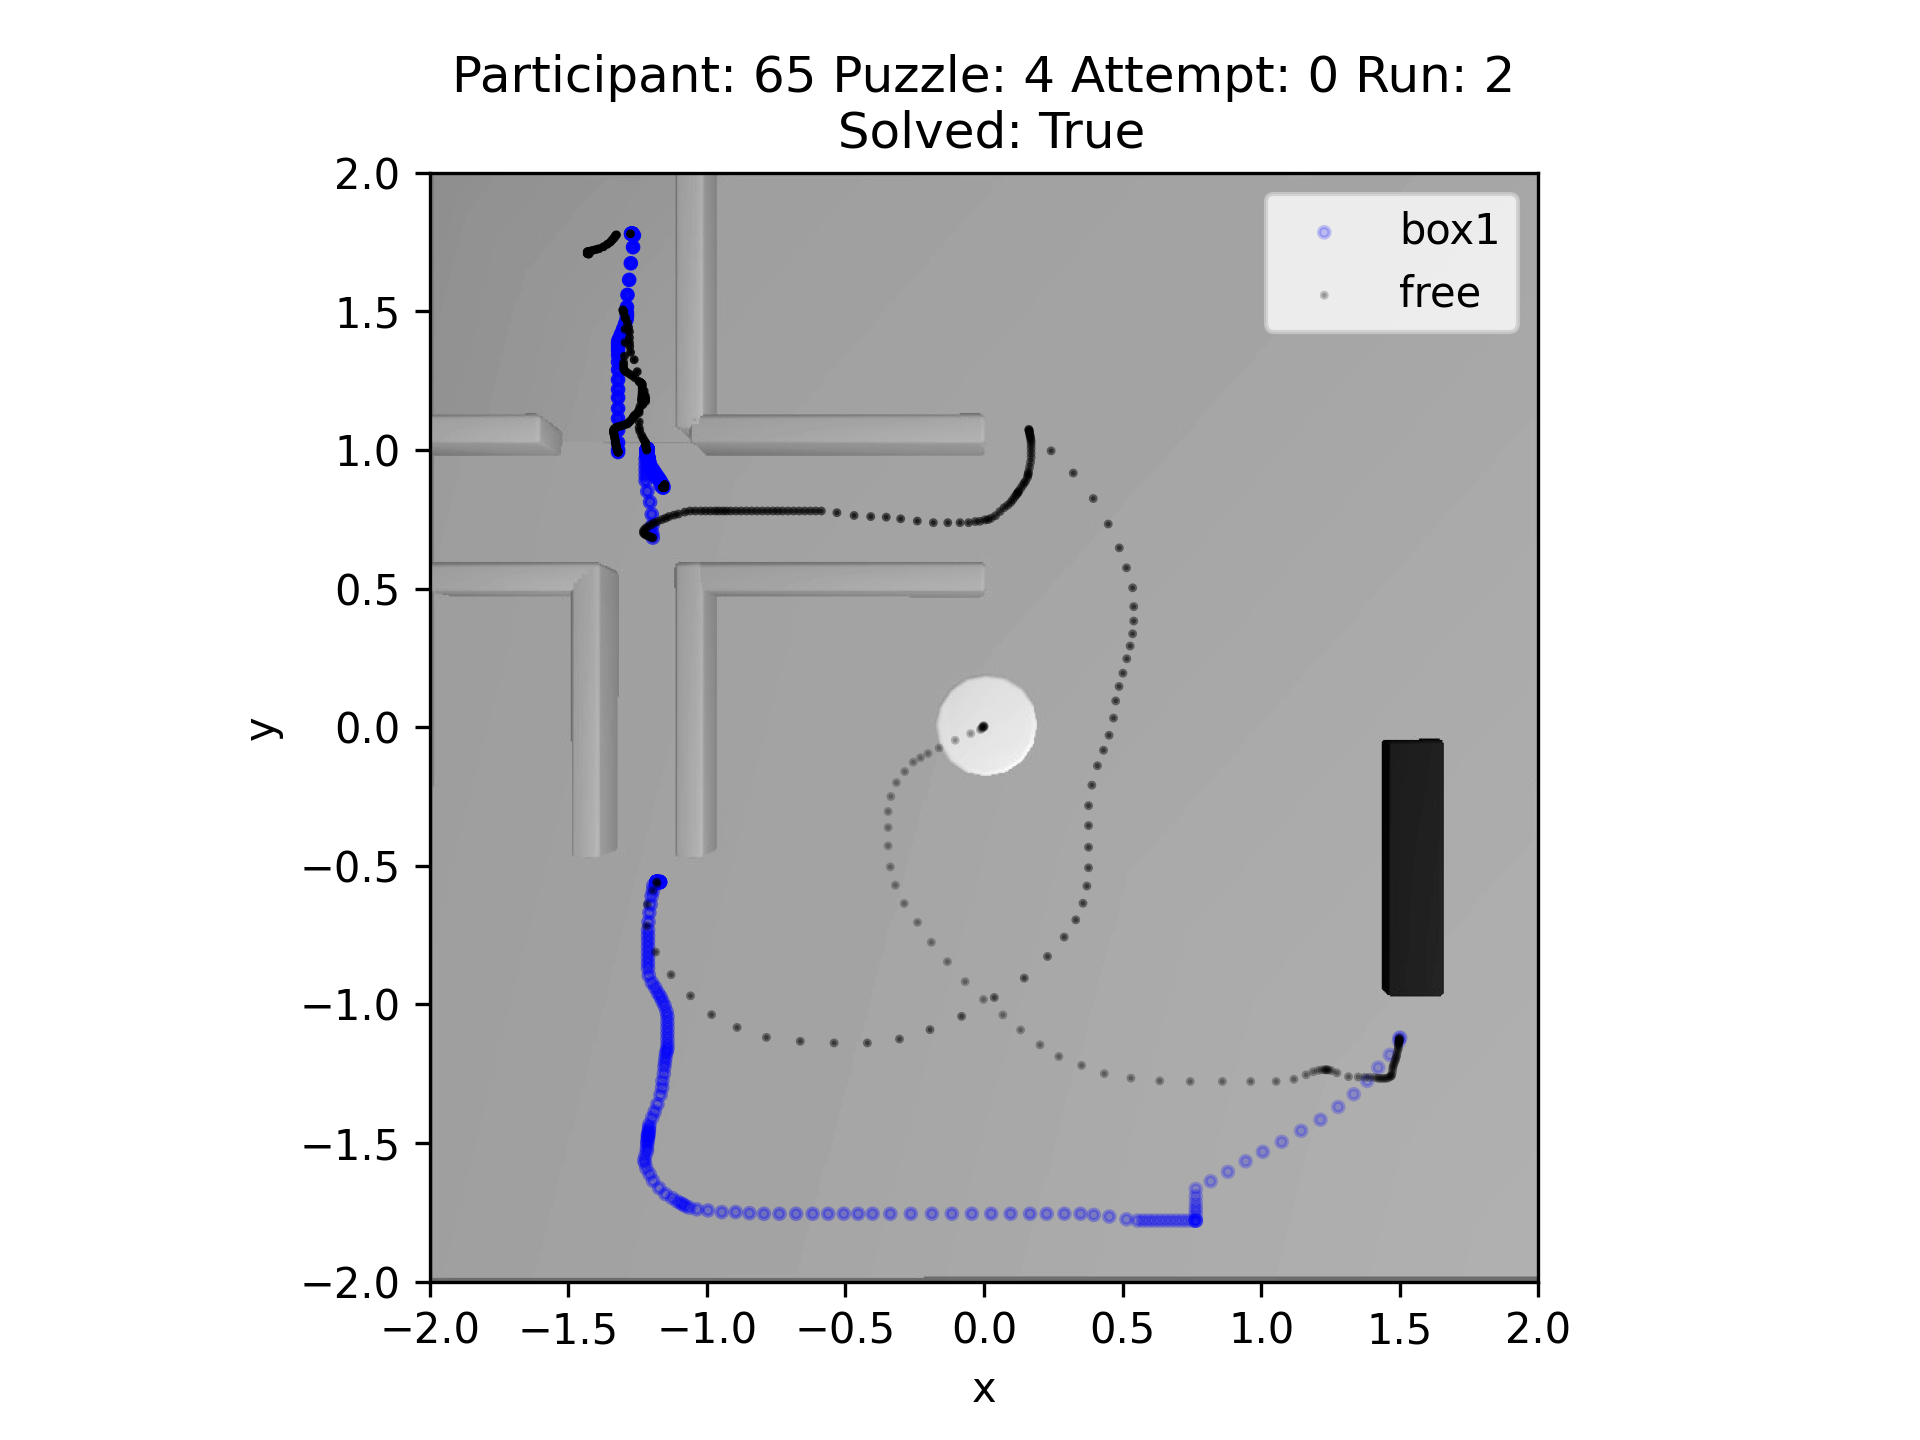 Participant: 65 Puzzle: 4 Attempt: 0 Run: 2
Solved: True
2.0
1.5
1.0
0.5
0.0
−0.5
−1.0
−1.5
−2.0
y
box1
free
−2.0 −1.5 −1.0 −0.5 0.0 0.5 1.0 1.5 2.0
x